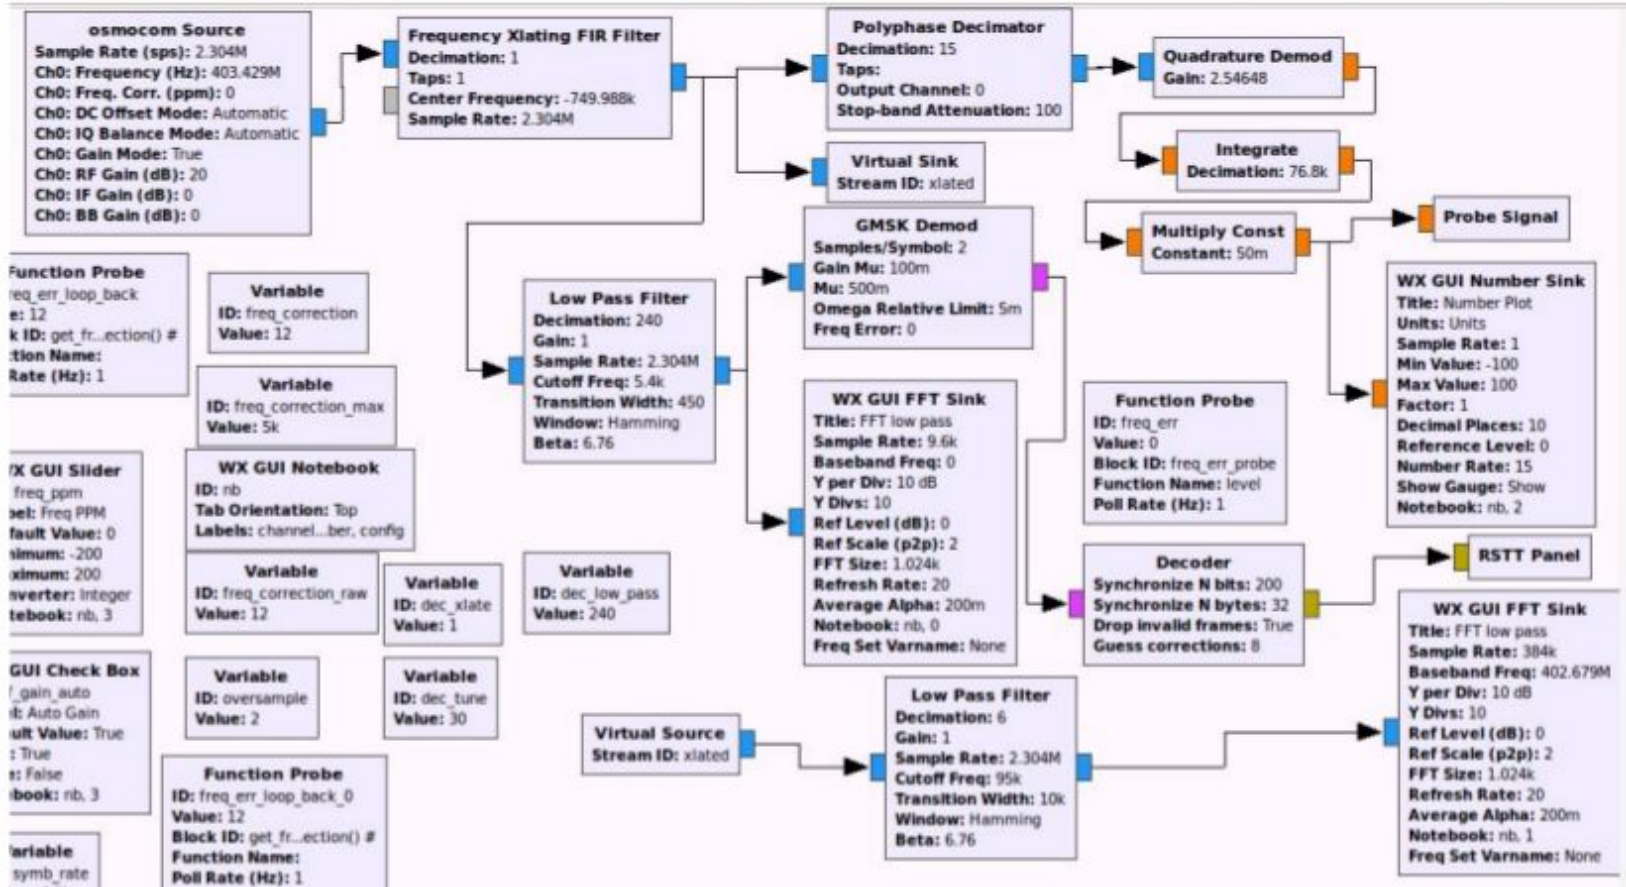 osmocom Source
Sample Rate (sps): 2.304M
Ch0: Frequency (Hz): 403.429M
Ch0: Freq. Corr. (ppm): 0
Ch0: DC Offset Mode: Automatic
Ch0: IQ Balance Mode: Automatic
Ch0: Gain Mode: True
Ch0: RF Gain (dB): 20
Ch0: IF Gain (dB): 0
Ch0: BB Gain (dB): 0
Frequency Xlating FIR Filter
Decimation: 1
Taps: 1
Center Frequency: -749.988k
Sample Rate: 2.304M
Polyphase Decimator
Decimation: 15
Taps:
Output Channel: 0
Stop-band Attenuation: 100
Quadrature Demod
Gain: 2.54648
Virtual Sink
Stream ID: xlated
Integrate
Decimation: 76.8k
Multiply Const
Constant: 50m
Probe Signal
GMSK Demod
Samples/Symbol: 2
Gain Mu: 100m
Mu: 500m
Omega Relative Limit: 5m
Freq Error: 0
WX GUI Number Sink
Title: Number Plot
Units: Units
Sample Rate: 1
Min Value: -100
Max Value: 100
Factor: 1
Decimal Places: 10
Reference Level: 0
Number Rate: 15
Show Gauge: Show
Notebook: nb, 2
Function Probe
req_err_loop_back
e: 12
k ID: get_fr...ection() #
tion Name:
Rate (Hz): 1
Variable
ID: freq_correction
Value: 12
Variable
ID: freq_correction_max
Value: 5k
Low Pass Filter
Decimation: 240
Gain: 1
Sample Rate: 2.304M
Cutoff Freq: 5.4k
Transition Width: 450
Window: Hamming
Beta: 6.76
WX GUI FFT Sink
Title: FFT low pass
Sample Rate: 9.6k
Baseband Freq: 0
Y per Div: 10 dB
Y Divs: 10
Ref Level (dB): 0
Ref Scale (p2p): 2
FFT Size: 1.024k
Refresh Rate: 20
Average Alpha: 200m
Notebook: nb, 0
Freq Set Varname: None
Function Probe
ID: freq_err
Value: 0
Block ID: freq_err_probe
Function Name: level
Poll Rate (Hz): 1
X GUI Slider
freq_ppm
el: Freq PPM
fault Value: 0
nimum: -200
ximum: 200
nverter: Integer
tebook: nb, 3
WX GUI Notebook
ID: nb
Tab Orientation: Top
Labels: channel...ber, config
Variable
ID: freq_correction_raw
Value: 12
Variable
ID: dec_xlate
Value: 1
Variable
ID: dec_low_pass
Value: 240
Decoder
Synchronize N bits: 200
Synchronize N bytes: 32
Drop invalid frames: True
Guess corrections: 8
RSTT Panel
WX GUI FFT Sink
Title: FFT low pass
Sample Rate: 384k
Baseband Freq: 402.679M
Y per Div: 10 dB
Y Divs: 10
Ref Level (dB): 0
Ref Scale (p2p): 2
FFT Size: 1.024k
Refresh Rate: 20
Average Alpha: 200m
Notebook: nb, 1
Freq Set Varname: None
GUI Check Box
f_gain_auto
l: Auto Gain
ult Value: True
: True
e: False
book: nb, 3
Variable
ID: oversample
Value: 2
Variable
ID: dec_tune
Value: 30
Virtual Source
Stream ID: xlated
Low Pass Filter
Decimation: 6
Gain: 1
Sample Rate: 2.304M
Cutoff Freq: 95k
Transition Width: 10k
Window: Hamming
Beta: 6.76
Function Probe
ID: freq_err_loop_back_0
Value: 12
Block ID: get_fr...ection() #
Function Name:
Poll Rate (Hz): 1
ariable
symb_rate